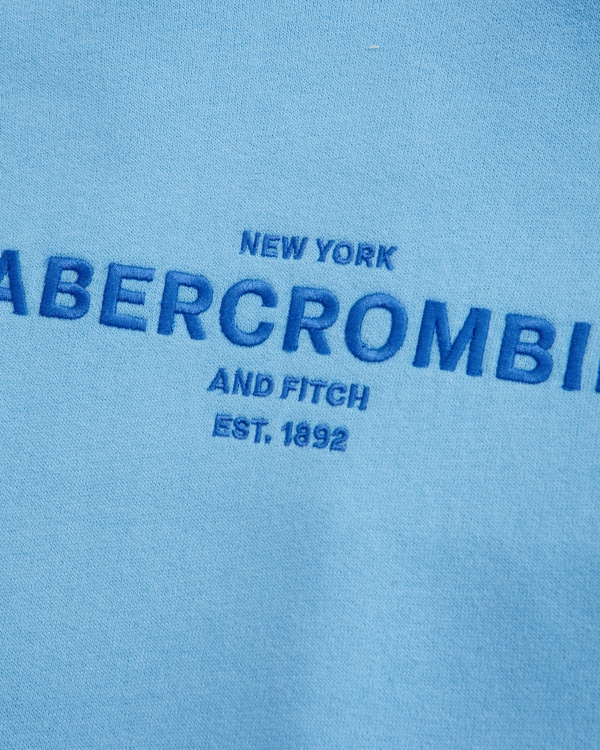 NEW YORK
ABERCROMBI
AND FITCH
EST. 1892